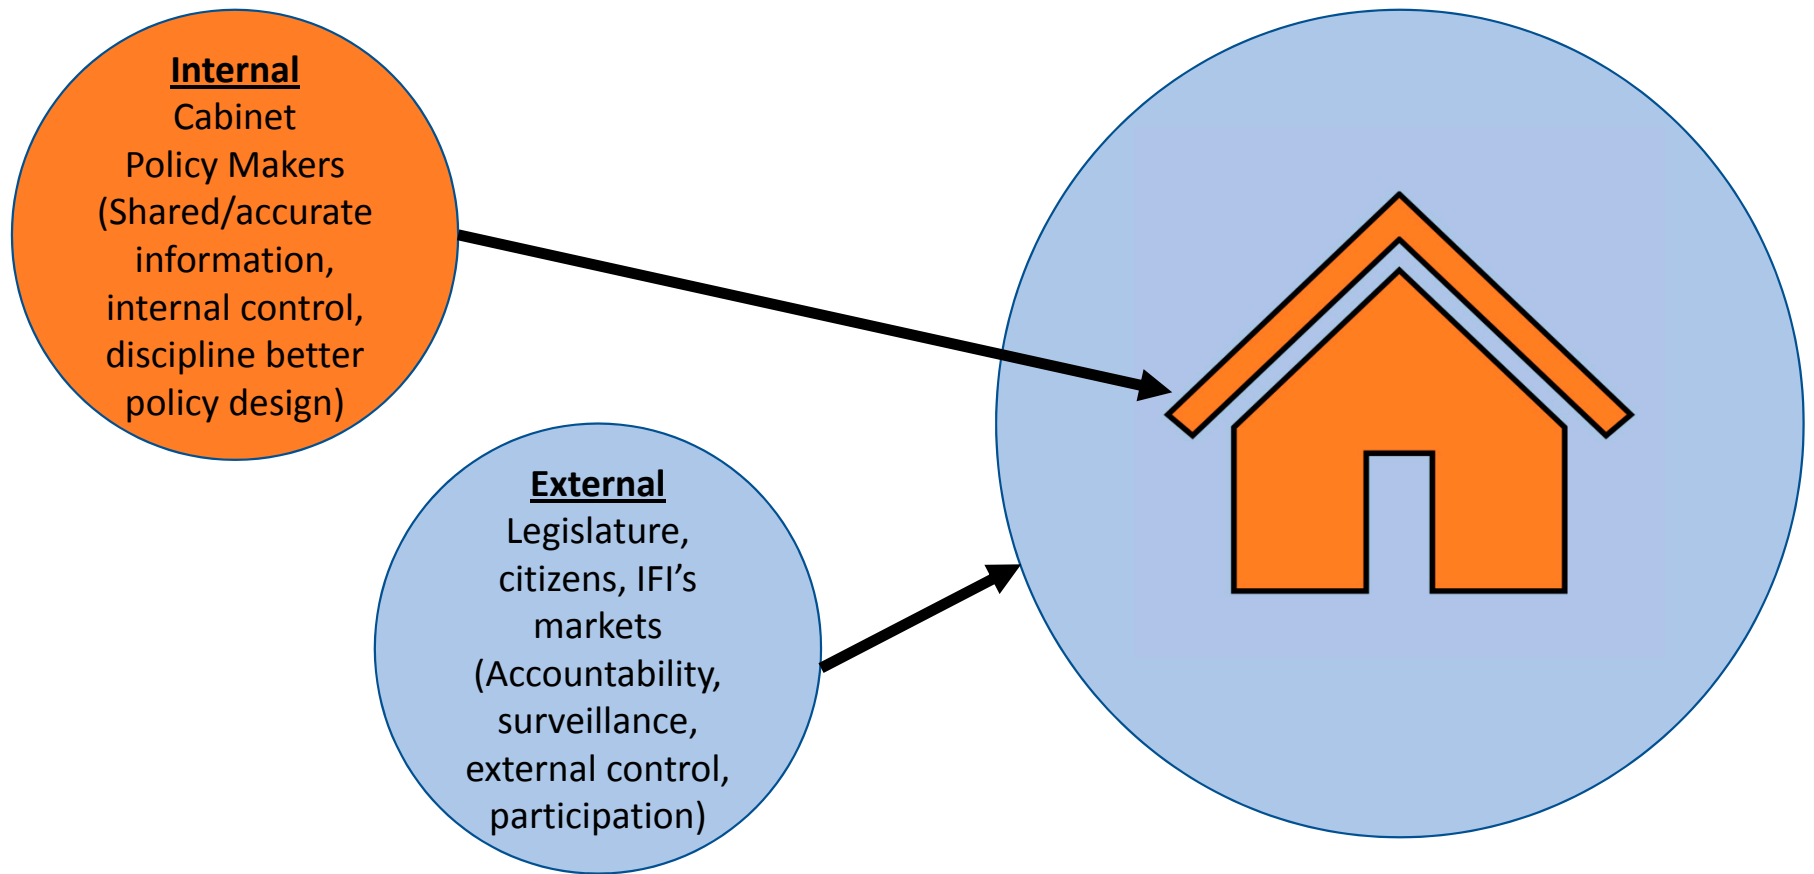 Internal
Cabinet
Policy Makers
(Shared/accurate
information,
internal control,
discipline better
policy design)
External
Legislature,
citizens, IFI’s
markets
(Accountability,
surveillance,
external control,
participation)